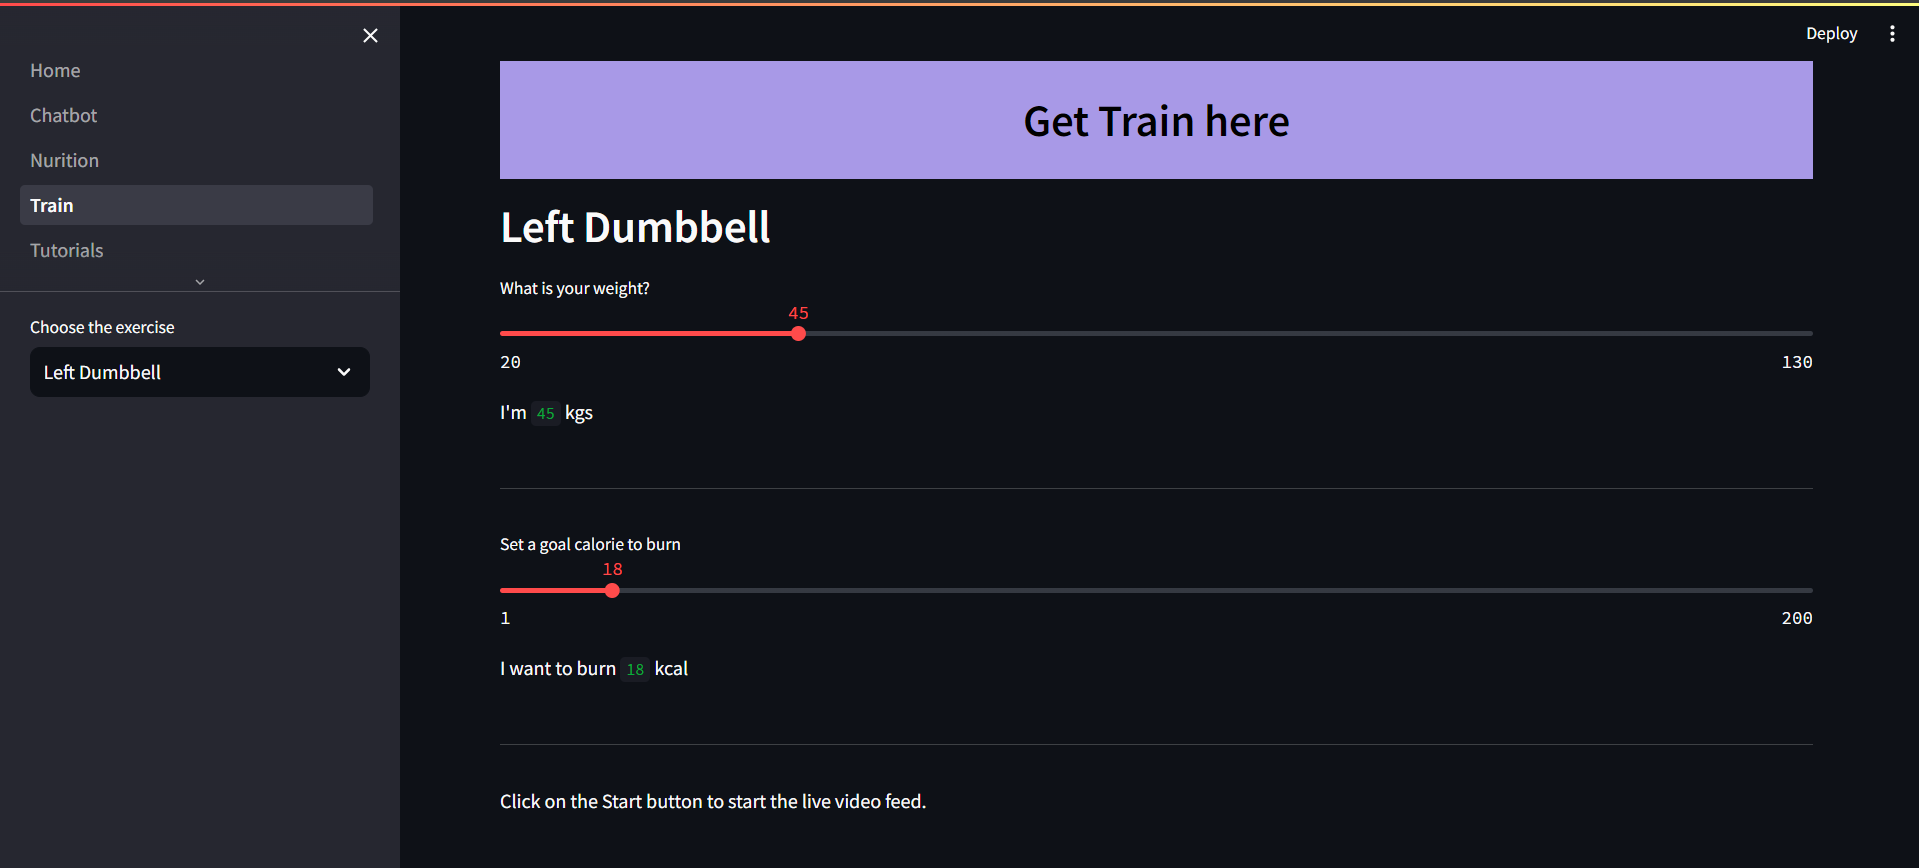 Deploy
Home
Chatbot
Nurition
Train
Tutorials
Choose the exercise
Left Dumbbell
Get Train here
Left Dumbbell
What is your weight?
45
20 130
I'm 45 kgs
Set a goal calorie to burn
18
1 200
I want to burn 18 kcal
Click on the Start button to start the live video feed.